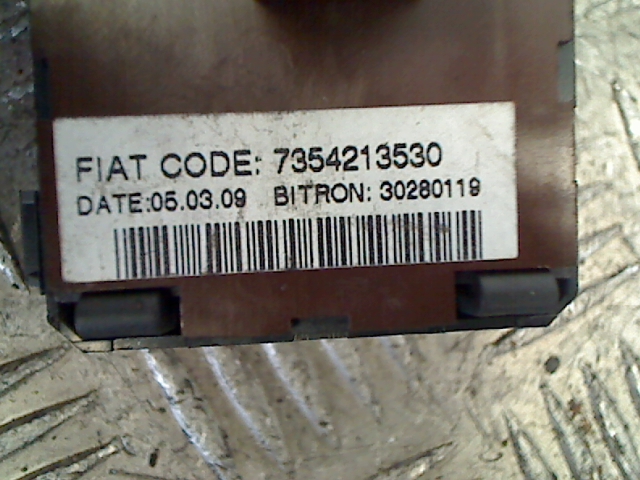 FIAT CODE: 7354213530
DATE:05.03.09 BITRON: 30280119